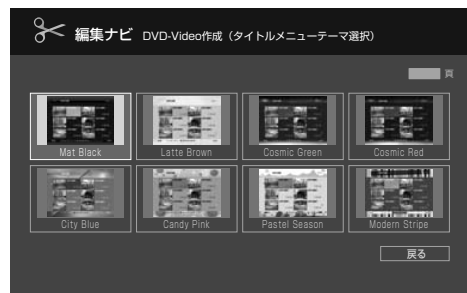 編集ナビ DVD-Video作成（タイトルメニューテーマ選択）
頁
Mat Black Latte Brown Cosmic Green Cosmic Red
City Blue Candy Pink Pastel Season Modern Stripe
戻る